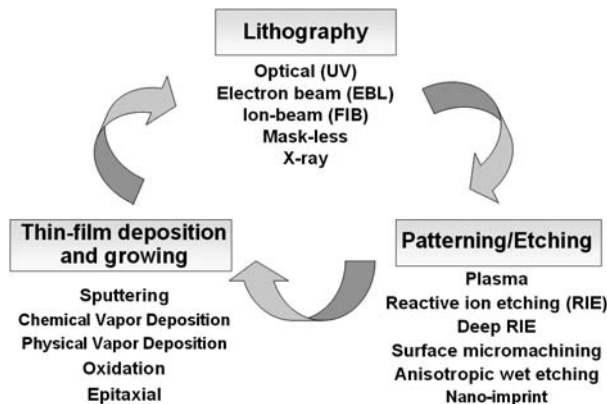 Lithography
Optical (UV)
Electron beam (EBL)
Ion-beam (FIB)
Mask-less
X-ray
Thin-film deposition
and growing
Sputtering
Chemical Vapor Deposition
Physical Vapor Deposition
Oxidation
Epitaxial
Patterning/Etching
Plasma
Reactive ion etching (RIE)
Deep RIE
Surface micromachining
Anisotropic wet etching
Nano-imprint